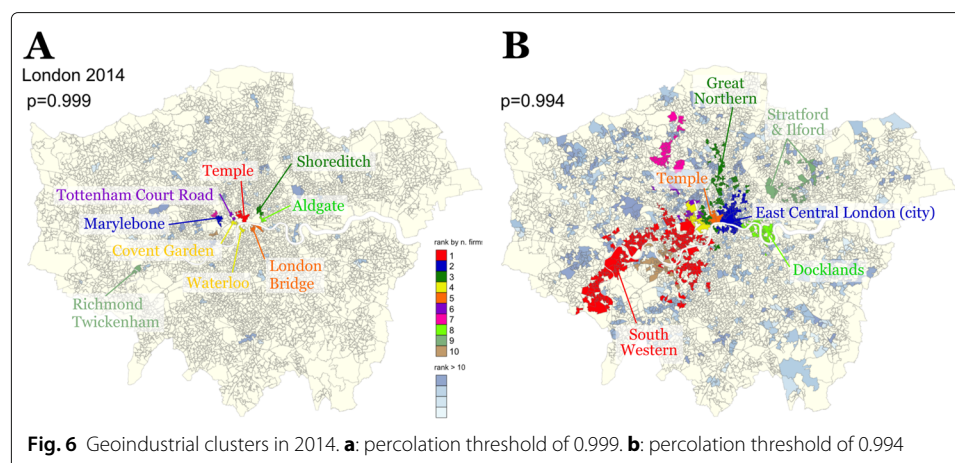 A
London 2014
p=0.999
Temple
Shoreditch
Tottenham Court Road
Aldgate
Marylebone
Covent Garden
Waterloo
London
Bridge
Richmond
Twickenham
rank by n. firms
1
2
3
4
5
6
7
8
9
10
rank > 10
B
p=0.994
Great
Northern
Stratford
& Ilford
Temple
East Central London (city)
Docklands
South
Western
Fig. 6 Geoindustrial clusters in 2014. a: percolation threshold of 0.999. b: percolation threshold of 0.994